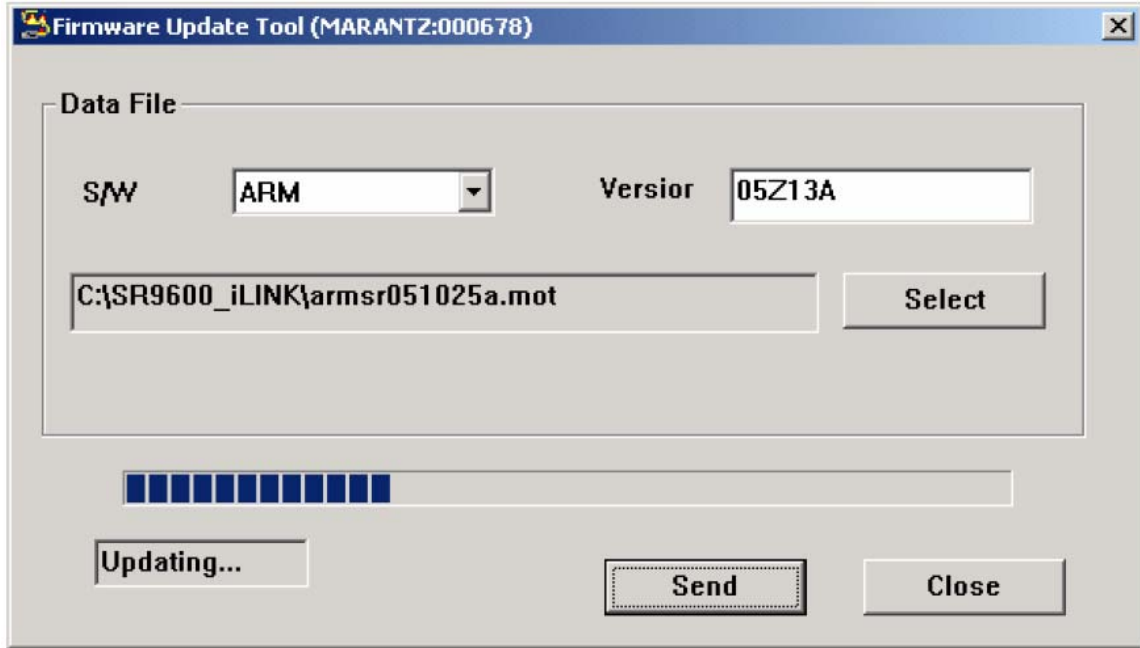 Firmware Update Tool (MARANTZ:000678)
Data File
S/W
ARM
Versior
05Z13A
C:\SR9600_iLINK\armsr051025a.mot
Select
Updating...
Send
Close